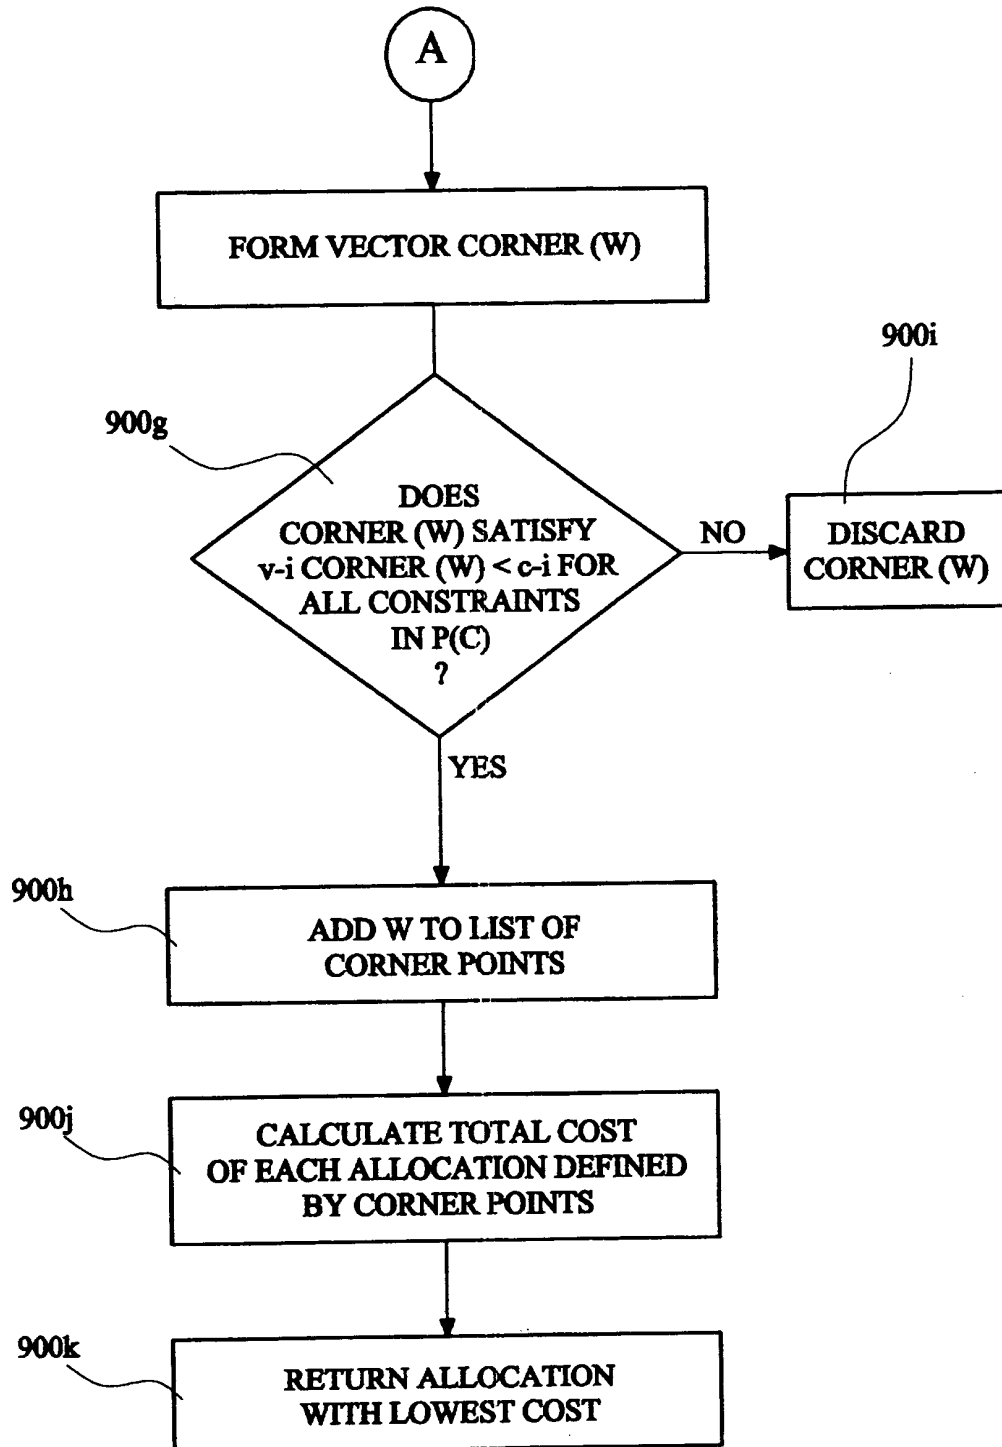 A
FORM VECTOR CORNER (W)
900i
900g
DOES
CORNER (W) SATISFY
v-i CORNER (W) < c-i FOR
ALL CONSTRAINTS
IN P(C)
?
NO
DISCARD
CORNER (W)
YES
900h
ADD W TO LIST OF
CORNER POINTS
900j
CALCULATE TOTAL COST
OF EACH ALLOCATION DEFINED
BY CORNER POINTS
900k
RETURN ALLOCATION
WITH LOWEST COST